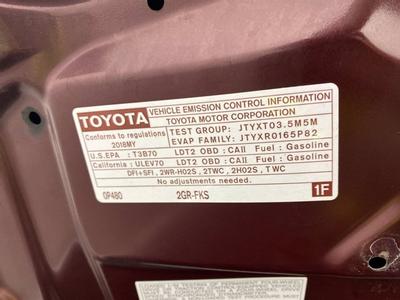 TOYOTA
VEHICLE EMISSION CONTROL INFORMATION
TOYOTA MOTOR CORPORATION
Conforms to regulations
2018MY
TEST GROUP: JTYXT03.5M5M
EVAP FAMILY: JTYXR0165P82
U.S.EPA : T3B70 LDT2 OBD : CAII Fuel : Gasoline
California : ULEV70 LDT2 OBD : CAII Fuel : Gasoline
DFI+SFI , 2WR-HO2S , 2TWC , 2HO2S , TWC
No adjustments needed.
0P480 2GR-FKS 1F